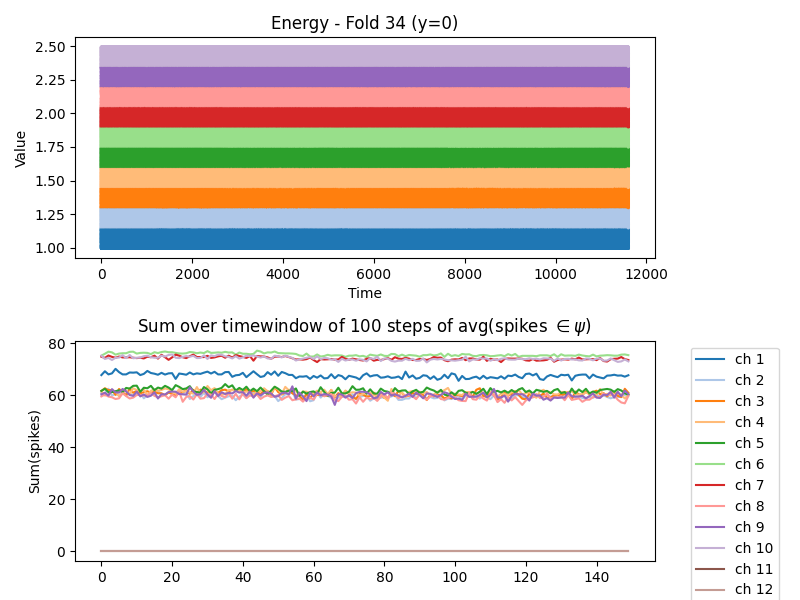 Energy - Fold 34 (y=0)
Value
2.50
2.25
2.00
1.75
1.50
1.25
1.00
0 2000 4000 6000 8000 10000 12000
Time
Sum over timewindow of 100 steps of avg(spikes ∈ ψ)
Sum(spikes)
80
60
40
20
0
0 20 40 60 80 100 120 140
ch 1
ch 2
ch 3
ch 4
ch 5
ch 6
ch 7
ch 8
ch 9
ch 10
ch 11
ch 12